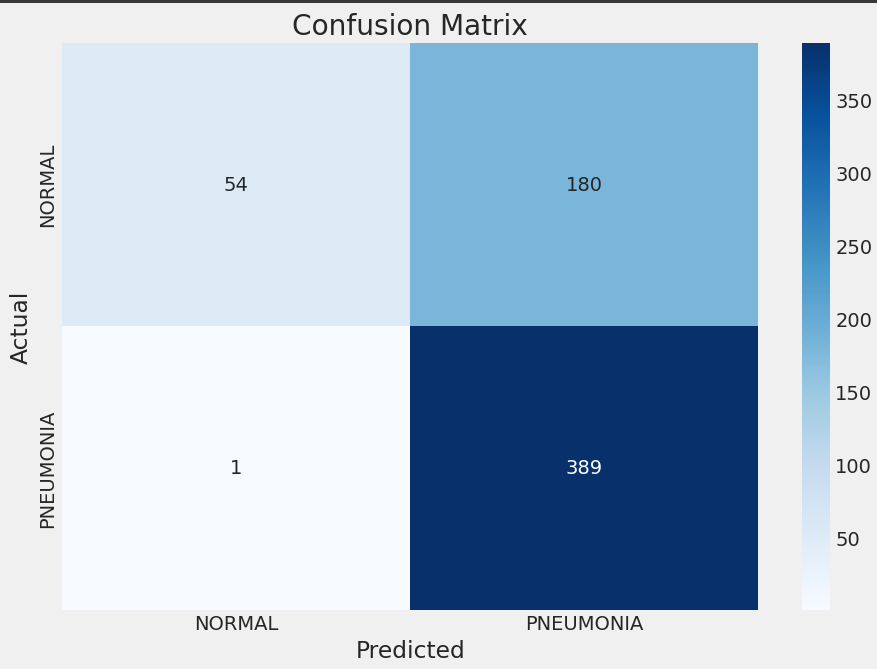 Confusion Matrix
Actual
NORMAL
54
180
PNEUMONIA
1
389
NORMAL
PNEUMONIA
Predicted
350
300
250
200
150
100
50